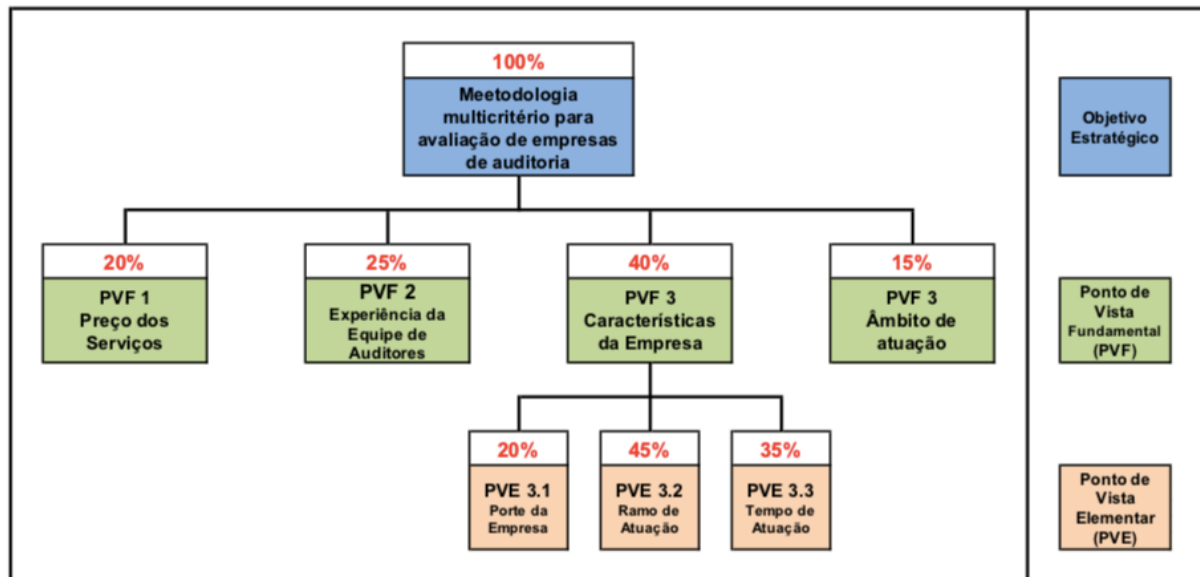 100%
Meetodologia
multicritério para
avaliação de empresas
de auditoria
Objetivo
Estratégico
20%
PVF 1
Preço dos
Serviços
25%
PVF 2
Experiência da
Equipe de
Auditores
40%
PVF 3
Características
da Empresa
15%
PVF 3
Âmbito de
atuação
Ponto de
Vista
Fundamental
(PVF)
20%
PVE 3.1
Porte da
Empresa
45%
PVE 3.2
Ramo de
Atuação
35%
PVE 3.3
Tempo de
Atuação
Ponto de
Vista
Elementar
(PVE)